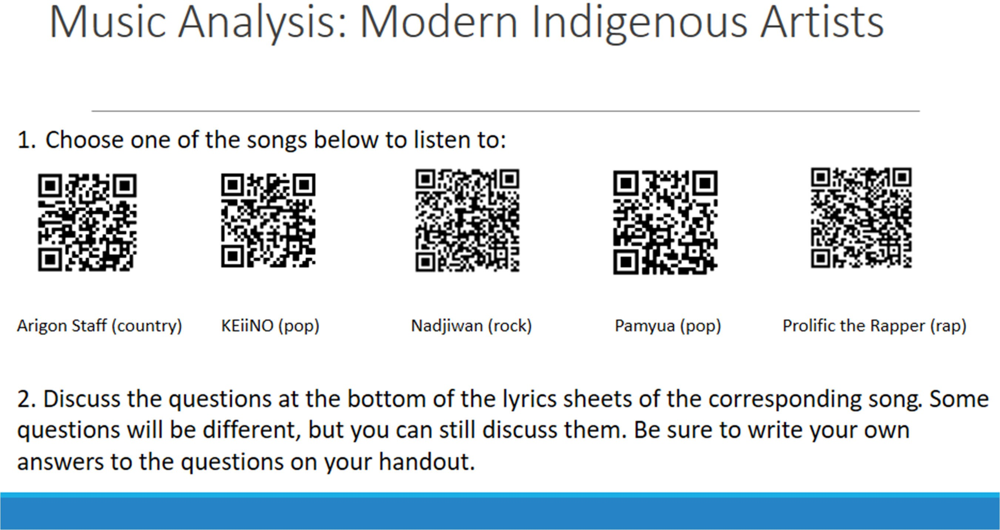 Music Analysis: Modern Indigenous Artists
1. Choose one of the songs below to listen to:
Arigon Staff (country)
KEiiNO (pop)
Nadjiwan (rock)
Pamyua (pop)
Prolific the Rapper (rap)
2. Discuss the questions at the bottom of the lyrics sheets of the corresponding song. Some
questions will be different, but you can still discuss them. Be sure to write your own
answers to the questions on your handout.